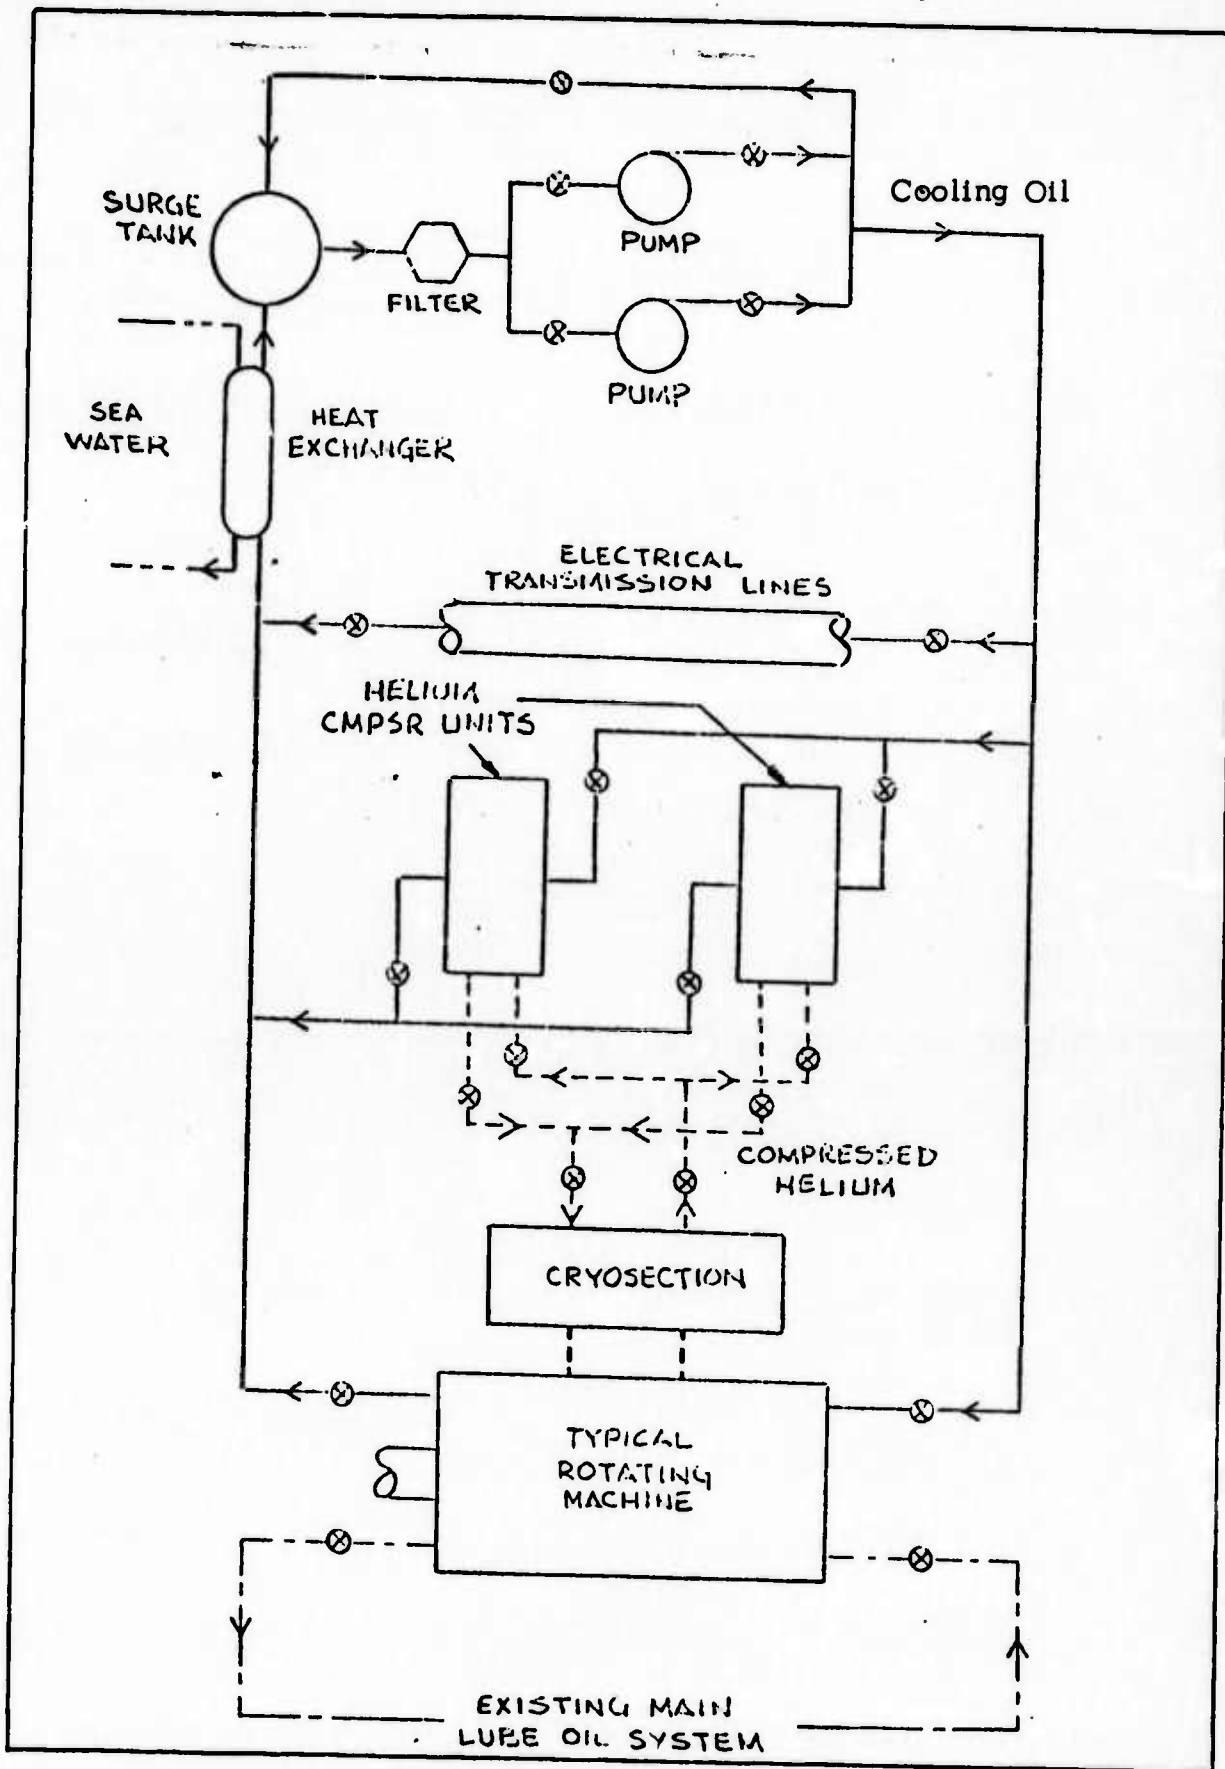 Cooling Oil
SURGE
TANK
PUMP
FILTER
PUMP
SEA
WATER
HEAT
EXCHANGER
ELECTRICAL
TRANSMISSION LINES
HELIUM
CMPSR UNITS
COMPRESSED
HELIUM
CRYOSECTION
TYPICAL
ROTATING
MACHINE
EXISTING MAIN
LUBE OIL SYSTEM